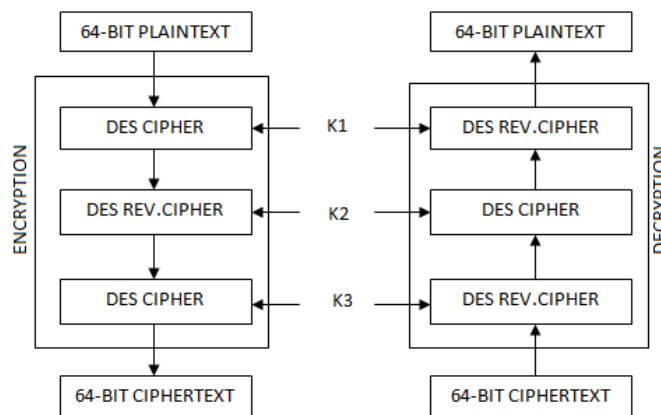 64-BIT PLAINTEXT
64-BIT PLAINTEXT
ENCRYPTION
DES CIPHER
K1
DES REV.CIPHER
DES REV.CIPHER
K2
DES CIPHER
DES CIPHER
K3
DES REV.CIPHER
DECRYPTION
64-BIT CIPHERTEXT
64-BIT CIPHERTEXT